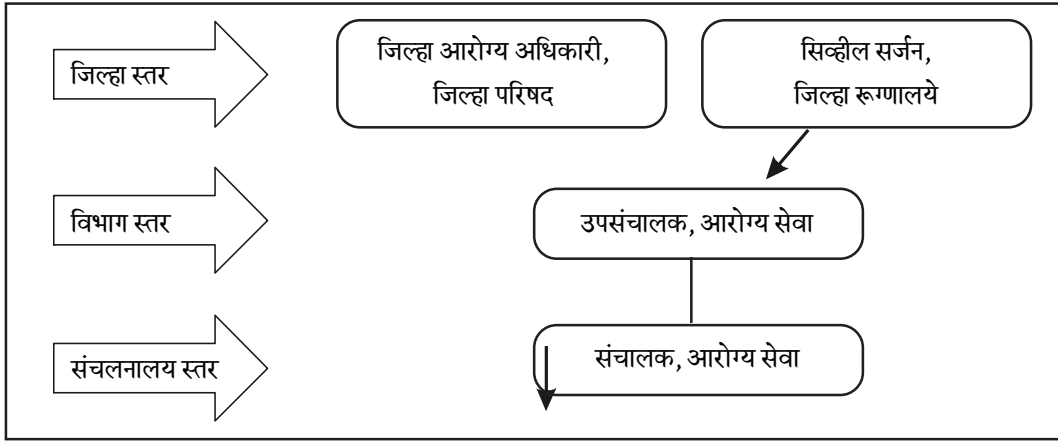 जिल्हा स्तर
जिल्हा आरोग्य अधिकारी,
जिल्हा परिषद
सिव्हील सर्जन,
जिल्हा रूग्णालये
विभाग स्तर
उपसंचालक, आरोग्य सेवा
संचलनालय स्तर
संचालक, आरोग्य सेवा